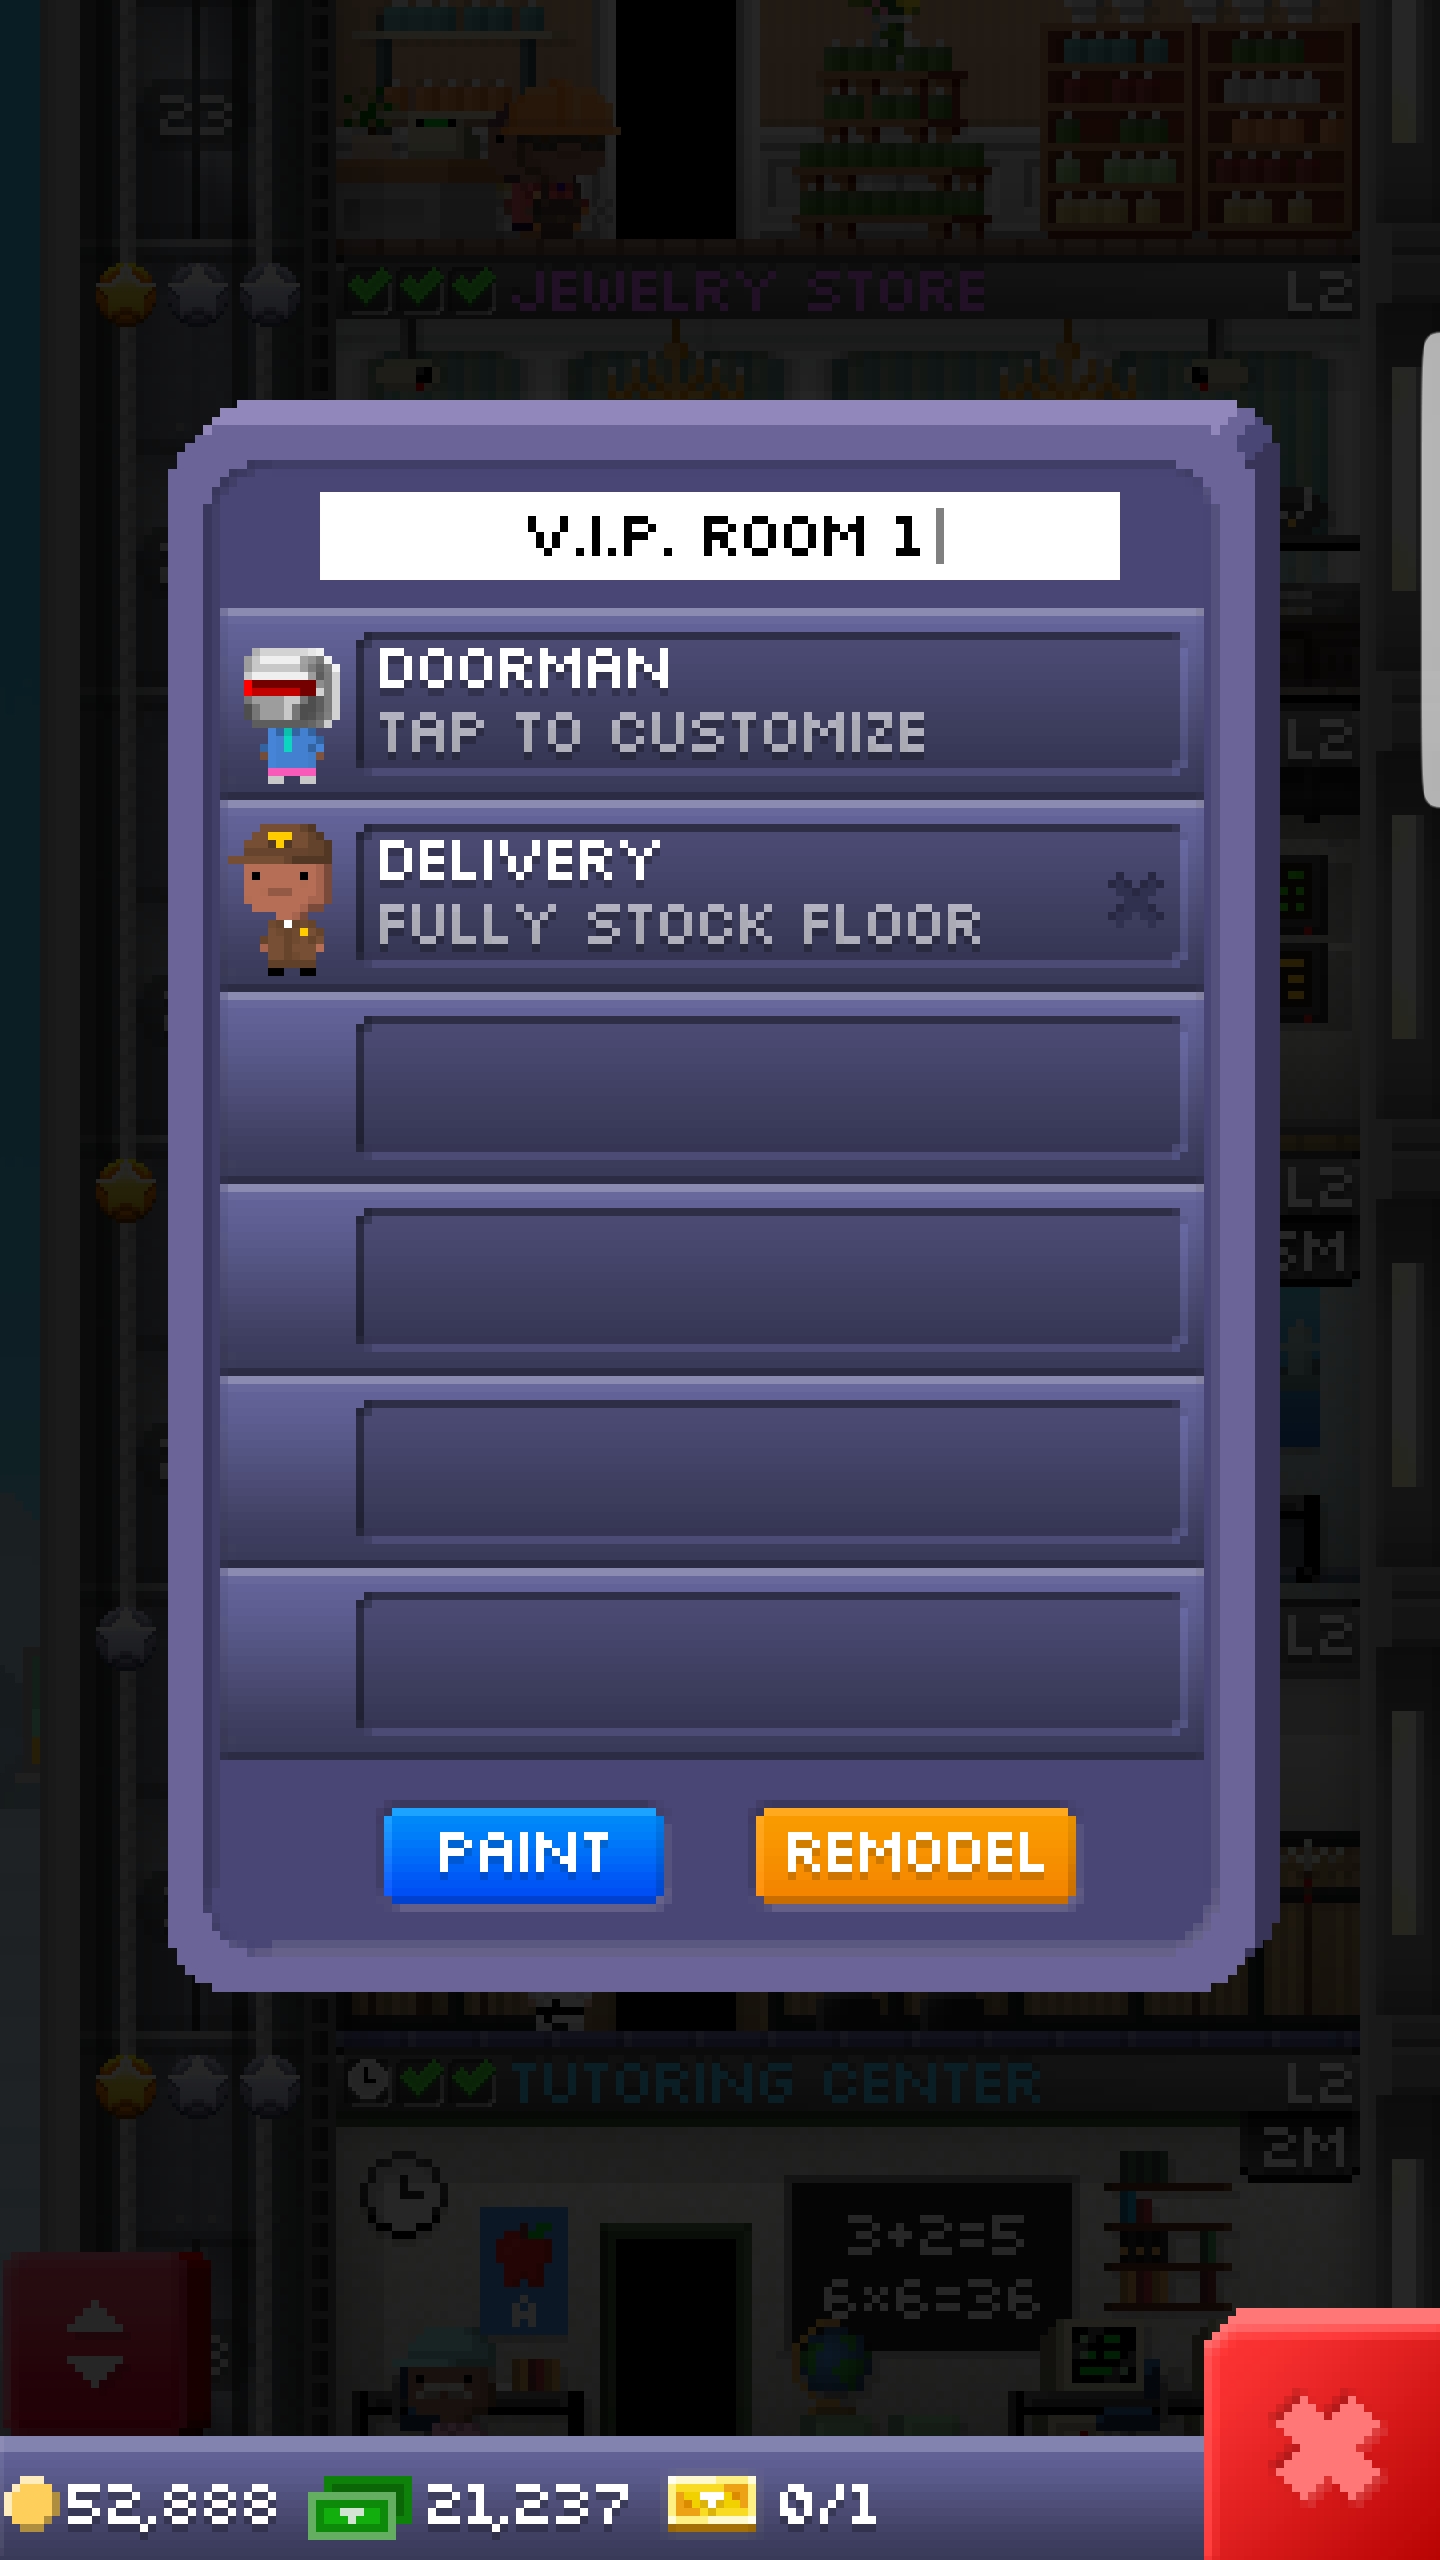 23
JEWELRY STORE
L2
V.I.P. ROOM 1
DOORMAN
TAP TO CUSTOMIZE
L2
DELIVERY
FULLY STOCK FLOOR
L2
L2
PAINT
REMODEL
TUTORING CENTER
L2
2M
3+2=5
6x6=36
A
52,888
21,237
0/1